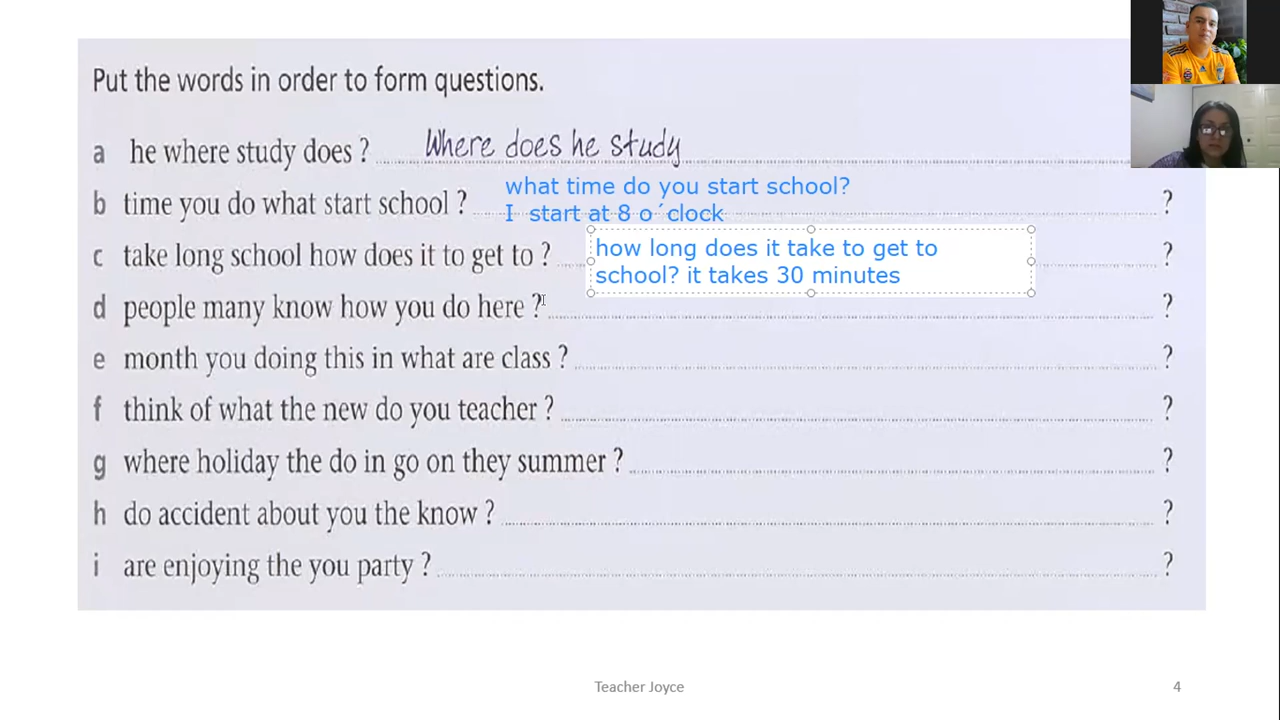 Put the words in order to form questions.
a he where study does ? Where does he study
what time do you start school?
b time you do what start school ? ?
I start at 8 o´clock
how long does it take to get to
c take long school how does it to get to ? ?
school? it takes 30 minutes
d people many know how you do here ? ?
e month you doing this in what are class ? ?
f think of what the new do you teacher ? ?
g where holiday the do in go on they summer ? ?
h do accident about you the know ? ?
i are enjoying the you party ? ?
Teacher Joyce 4